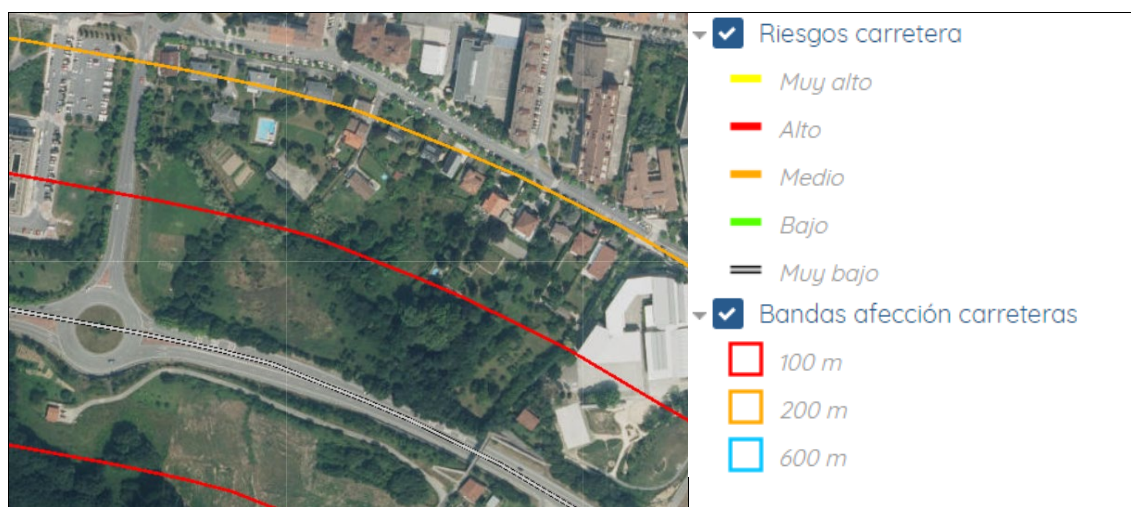 Riesgos carretera
Muy alto
Alto
Medio
Bajo
Muy bajo
Bandas afección carreteras
100 m
200 m
600 m